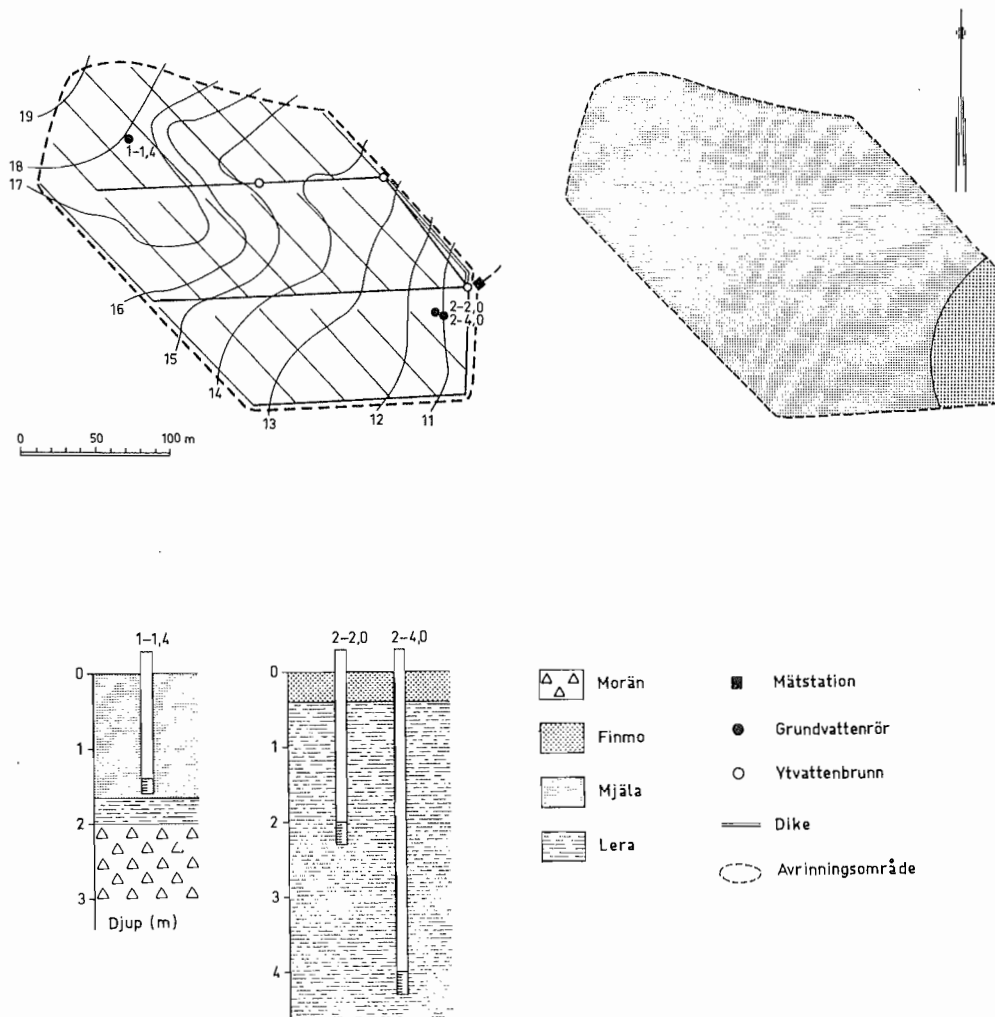 19
18
17
16
15
14
13
12
11
1-1,4
2-2,0
2-4,0
0 50 100 m
1-1,4
0
1
2
3
Djup (m)
2-2,0 2-4,0
0
1
2
3
4
Morän
Finmo
Mjäla
Lera
Mätstation
Grundvattenrör
Ytvattenbrunn
Dike
Avrinningsområde